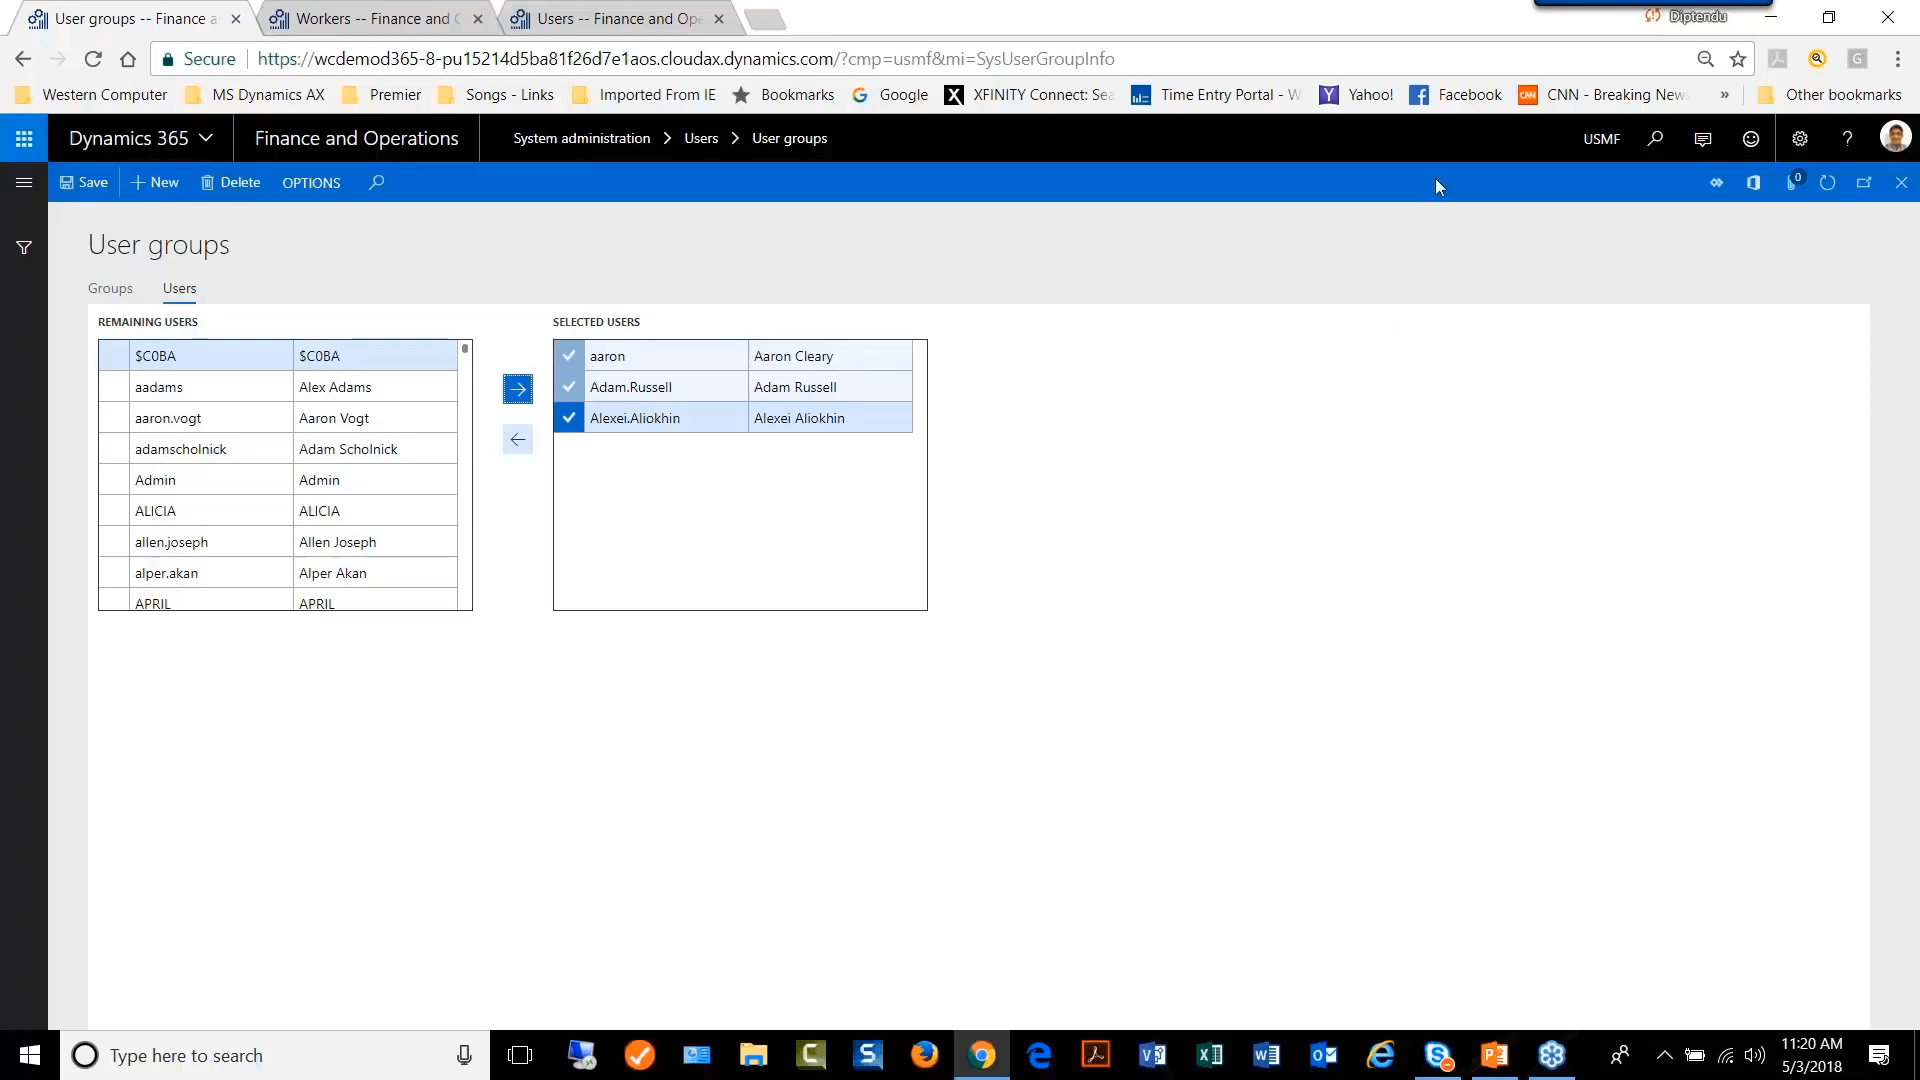 User groups -- Finance a
Workers -- Finance and O
Users -- Finance and Ope
Diptendu
Secure
https://wcdemod365-8-pu15214d5ba81f26d7e1aos.cloudax.dynamics.com/?cmp=usmf&mi=SysUserGroupInfo
Western Computer
MS Dynamics AX
Premier
Songs - Links
Imported From IE
Bookmarks
Google
XFINITY Connect: Sea
Time Entry Portal - W
Yahoo!
Facebook
CNN - Breaking News
»
Other bookmarks
Dynamics 365
Finance and Operations
System administration > Users > User groups
USMF
Save
New
Delete
OPTIONS
0
User groups
Groups
Users
REMAINING USERS
SELECTED USERS
$C0BA $C0BA
aadams Alex Adams
aaron.vogt Aaron Vogt
adamscholnick Adam Scholnick
Admin Admin
ALICIA ALICIA
allen.joseph Allen Joseph
alper.akan Alper Akan
APRIL APRIL
aaron Aaron Cleary
Adam.Russell Adam Russell
Alexei.Aliokhin Alexei Aliokhin
Type here to search
11:20 AM
5/3/2018